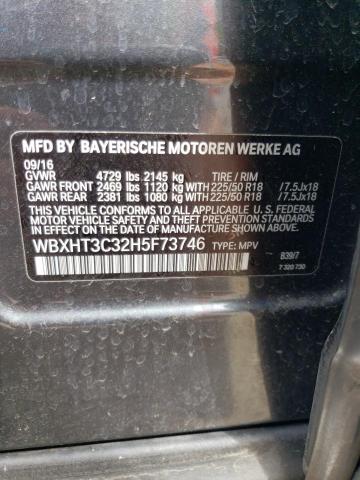 MFD BY BAYERISCHE MOTOREN WERKE AG
09/16
GVWR 4729 lbs 2145 kg TIRE / RIM
GAWR FRONT 2469 lbs 1120 kg WITH 225/50 R18 /7.5Jx18
GAWR REAR 2381 lbs 1080 kg WITH 225/50 R18 /7.5Jx18
THIS VEHICLE CONFORMS TO ALL APPLICABLE U.S. FEDERAL
MOTOR VEHICLE SAFETY, BUMPER, AND THEFT PREVENTION
STANDARDS IN EFFECT ON THE DATE OF MANUFACTURE SHOWN ABOVE.
WBXHT3C32H5F73746 TYPE: MPV
B39/7
7 320 730